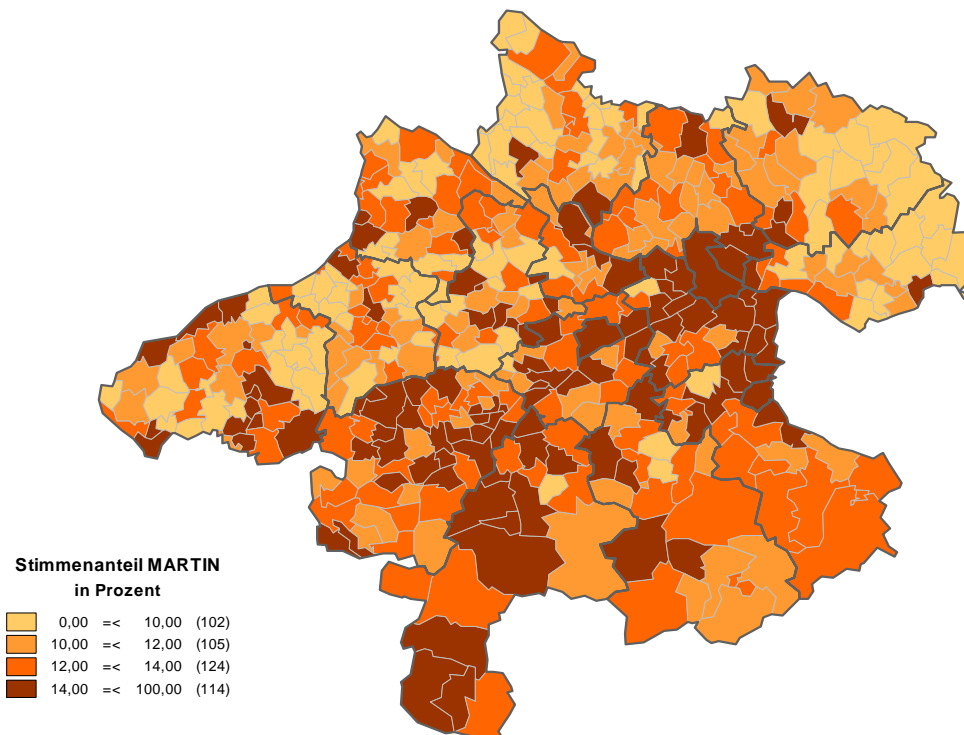 Stimmenanteil MARTIN
in Prozent
0,00 =< 10,00 (102)
10,00 =< 12,00 (105)
12,00 =< 14,00 (124)
14,00 =< 100,00 (114)